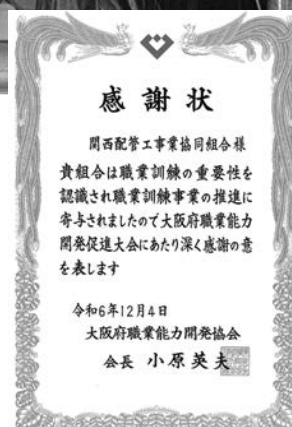 感謝状
関西配管工事業協同組合様
貴組合は職業訓練の重要性を
認識され職業訓練事業の推進に
寄与されましたので大阪府職業能力
開発促進大会にあたり深く感謝の意
を表します
令和6年12月4日
大阪府職業能力開発協会
会長 小原英夫